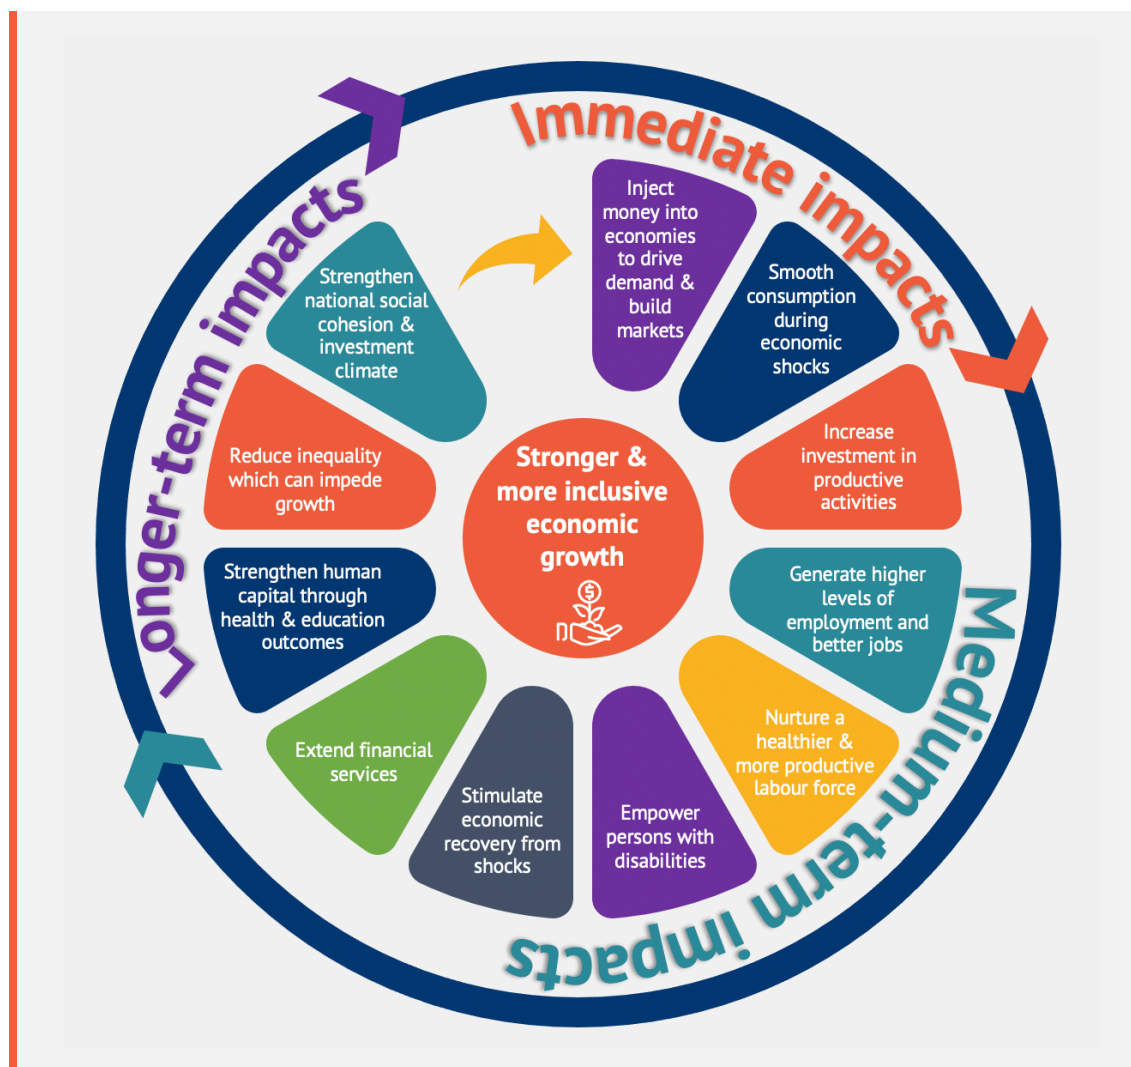 Immediate impacts
Inject
money into
economies
to drive
demand &
build
markets
Smooth
consumption
during
economic
shocks
Increase
investment in
productive
activities
Medium-term impacts
Generate higher
levels of
employment and
better jobs
Nurture a
healthier &
more productive
labour force
Empower
persons with
disabilities
Stimulate
economic
recovery from
shocks
Extend financial
services
Longer-term impacts
Strengthen human
capital through
health & education
outcomes
Reduce inequality
which can impede
growth
Strengthen
national social
cohesion &
investment
climate
Stronger &
more inclusive
economic
growth
$